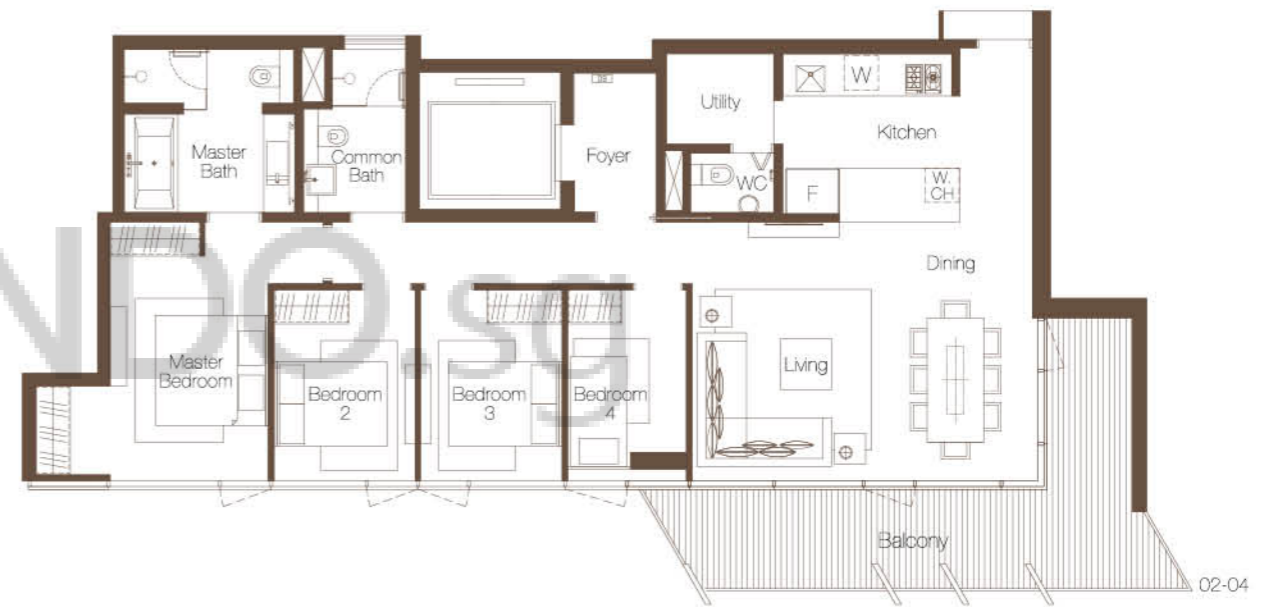 Utility
W
Kitchen
Master
Bath
Common
Bath
Foyer
WC
F
W.
CH
Dining
NDO.sg
Master
Bedroom
Bedroom
2
Bedroom
3
Bedroom
4
Living
Balcony
02-04